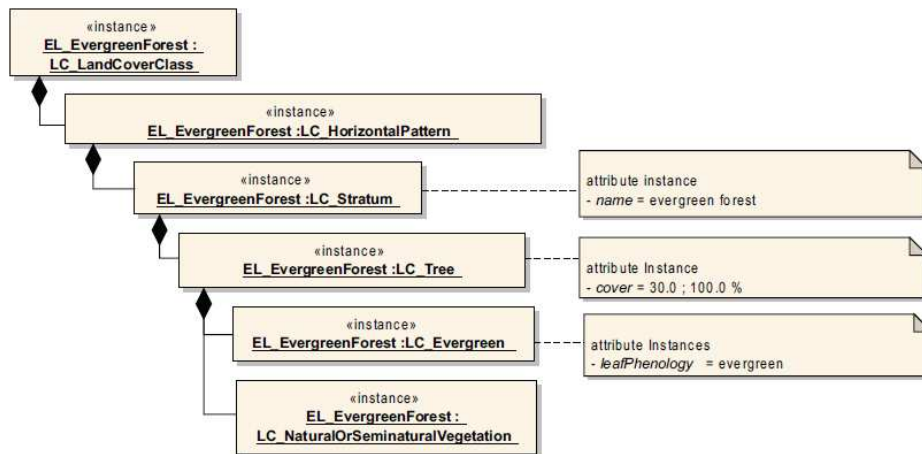 «instance»
EL_EvergreenForest :
LC_LandCoverClass
«instance»
EL_EvergreenForest :LC_HorizontalPattern
«instance»
EL_EvergreenForest :LC_Stratum
attribute instance
- name = evergreen forest
«instance»
EL_EvergreenForest :LC_Tree
attribute Instance
- cover = 30.0 ; 100.0 %
«instance»
EL_EvergreenForest :LC_Evergreen
attribute Instances
- leafPhenology = evergreen
«instance»
EL_EvergreenForest :
LC_NaturalOrSeminaturalVegetation